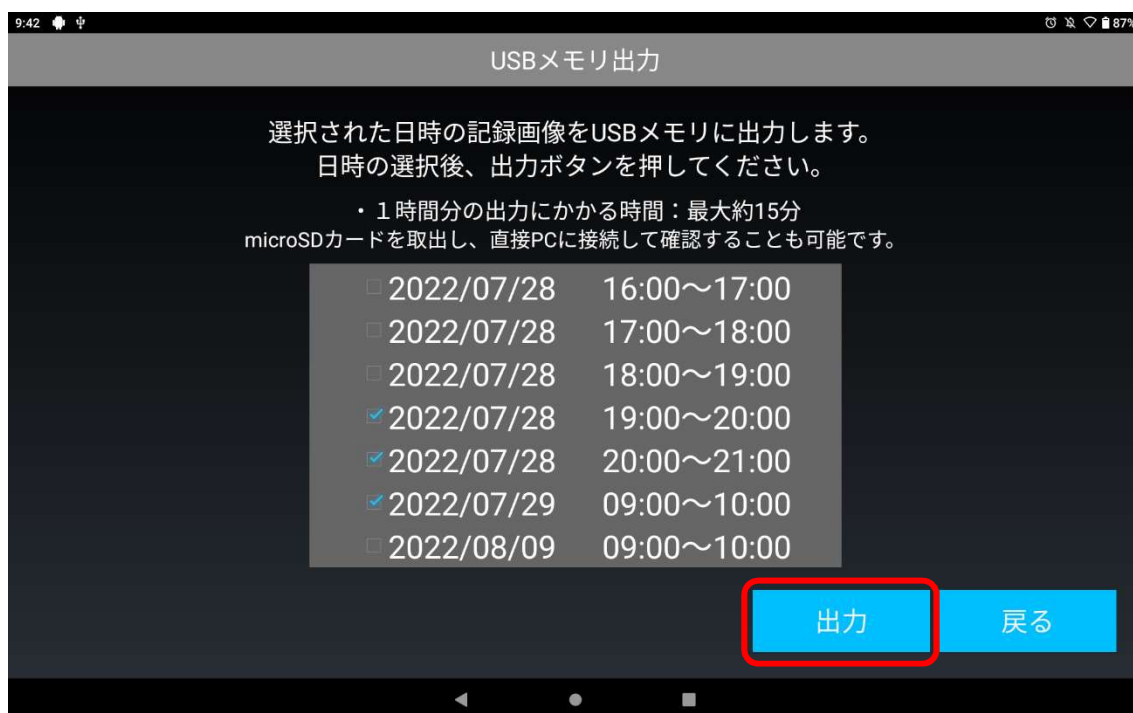 9:42
87%
USBメモリ出力
選択された日時の記録画像をUSBメモリに出力します。
日時の選択後、出力ボタンを押してください。
・１時間分の出力にかかる時間：最大約15分
microSDカードを取出し、直接PCに接続して確認することも可能です。
2022/07/28 16:00～17:00
2022/07/28 17:00～18:00
2022/07/28 18:00～19:00
2022/07/28 19:00～20:00
2022/07/28 20:00～21:00
2022/07/29 09:00～10:00
2022/08/09 09:00～10:00
出力
戻る